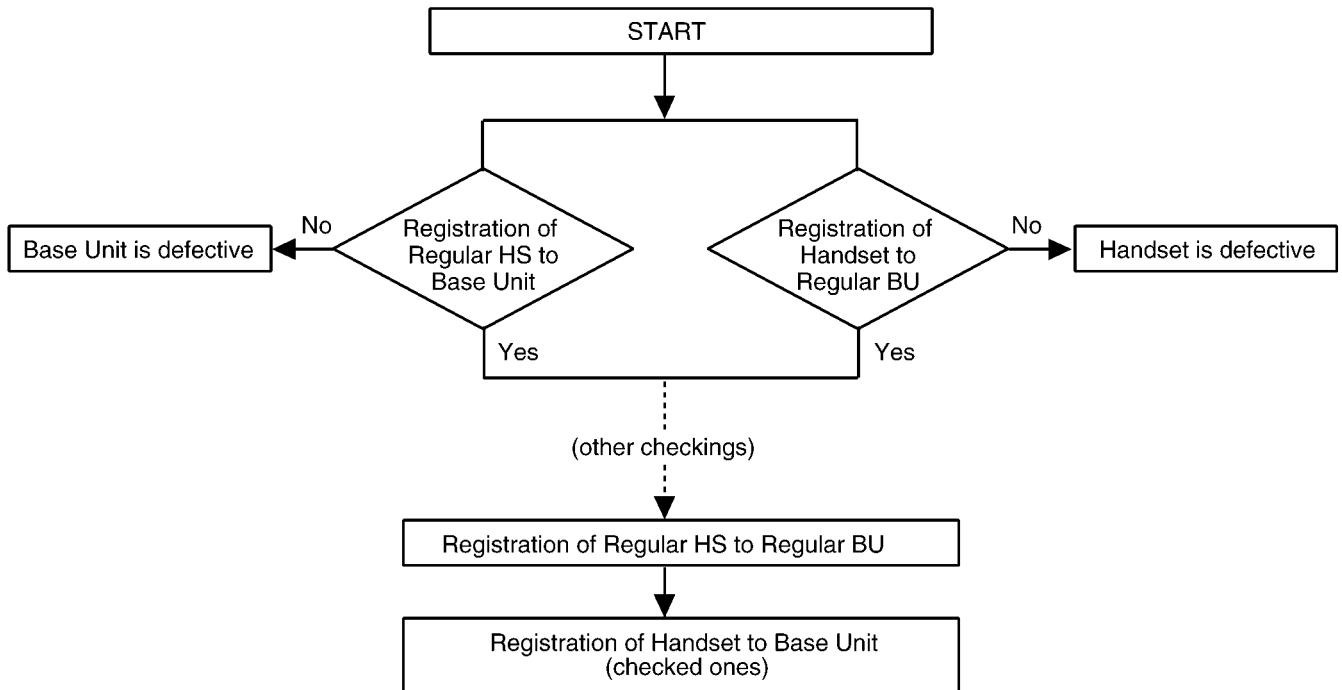 START
No
Registration of
Regular HS to
Base Unit
Base Unit is defective
Yes
Registration of
Handset to
Regular BU
No
Handset is defective
Yes
(other checkings)
Registration of Regular HS to Regular BU
Registration of Handset to Base Unit
(checked ones)